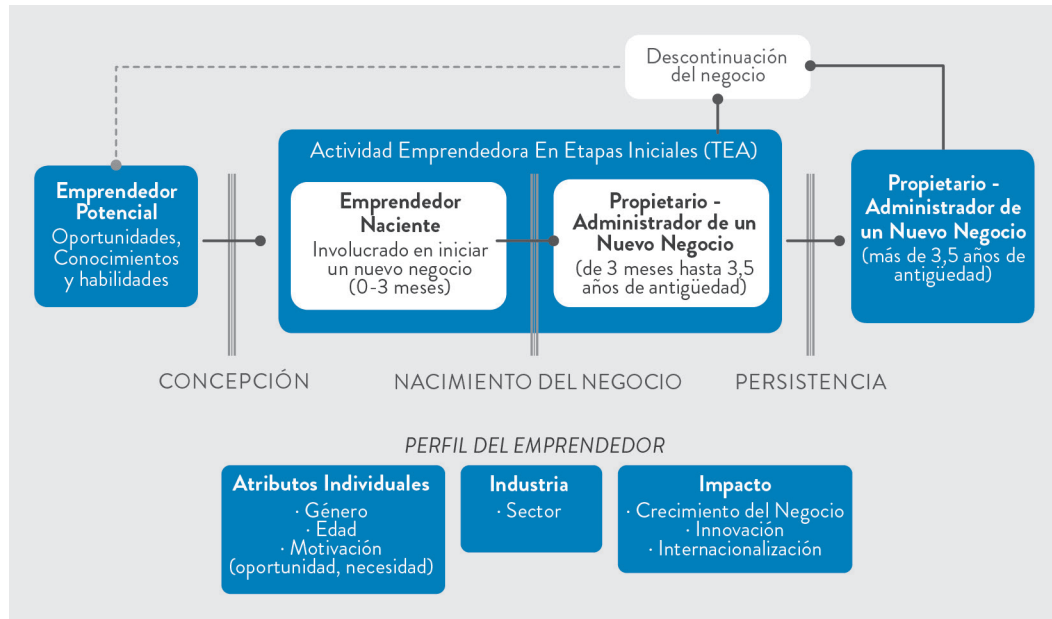 Descontinuación
del negocio
Actividad Emprendedora En Etapas Iniciales (TEA)
Emprendedor
Potencial
Oportunidades,
Conocimientos
y habilidades
Emprendedor
Naciente
Involucrado en iniciar
un nuevo negocio
(0-3 meses)
Propietario -
Administrador de un
Nuevo Negocio
(de 3 meses hasta 3,5
años de antigüedad)
Propietario -
Administrador de
un Nuevo Negocio
(más de 3,5 años de
antigüedad)
CONCEPCIÓN
NACIMIENTO DEL NEGOCIO
PERSISTENCIA
PERFIL DEL EMPRENDEDOR
Atributos Individuales
· Género
· Edad
· Motivación
(oportunidad, necesidad)
Industria
· Sector
Impacto
· Crecimiento del Negocio
· Innovación
· Internacionalización